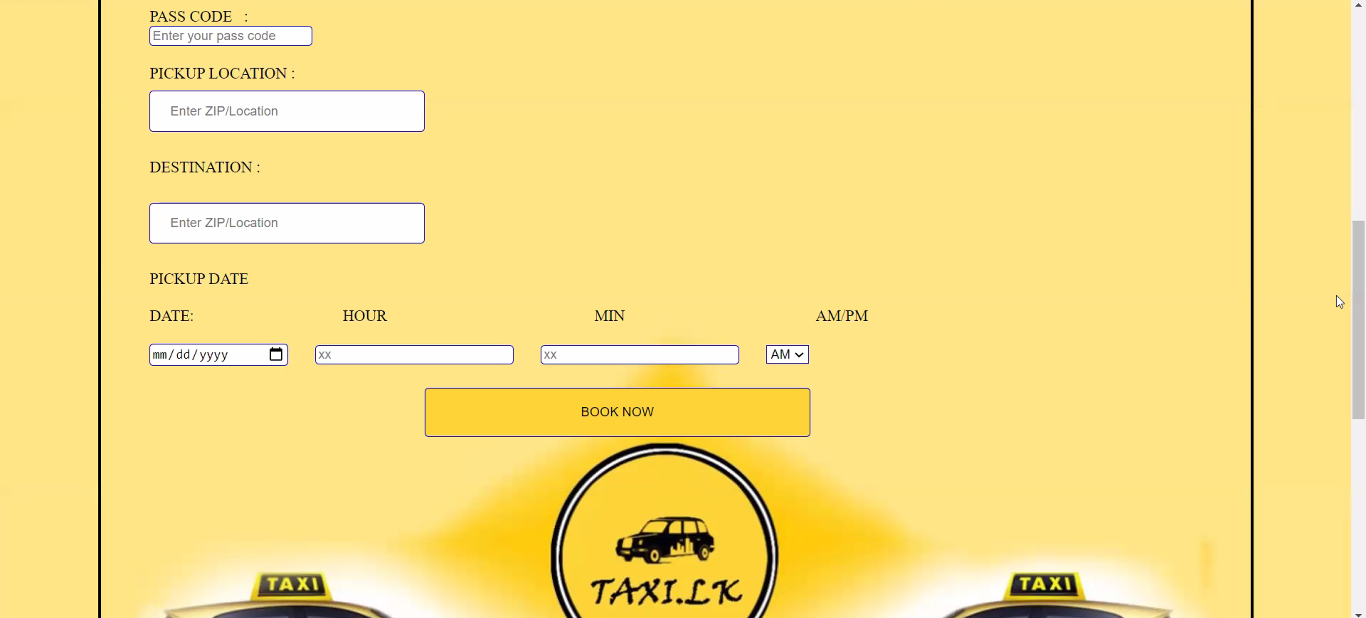 PASS CODE :
Enter your pass code
PICKUP LOCATION :
Enter ZIP/Location
DESTINATION :
Enter ZIP/Location
PICKUP DATE
DATE: HOUR MIN AM/PM
mm/dd/yyyy xx xx AM
BOOK NOW
TAXI.LK
TAXI TAXI